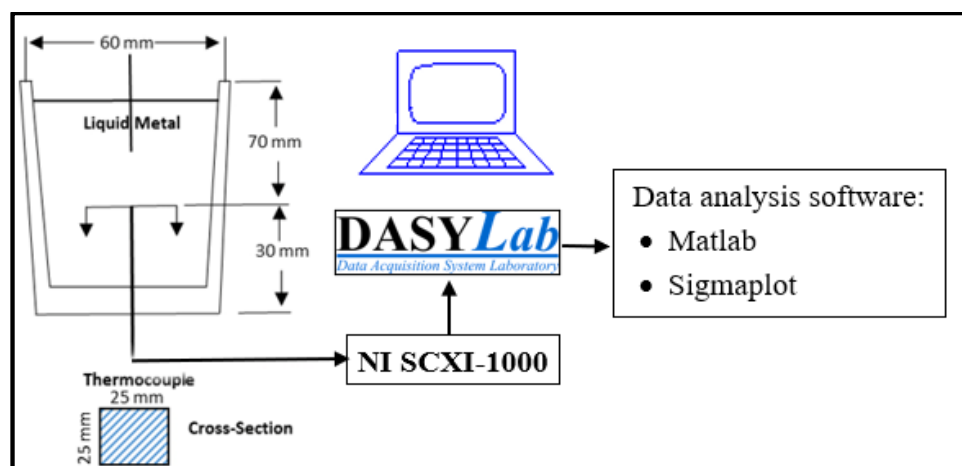 60 mm
Liquid Metal
70 mm
30 mm
Thermocouple
25 mm
25 mm
Cross-Section
NI SCXI-1000
DASYLab
Data Acquisition System Laboratory
Data analysis software:
• Matlab
• Sigmaplot